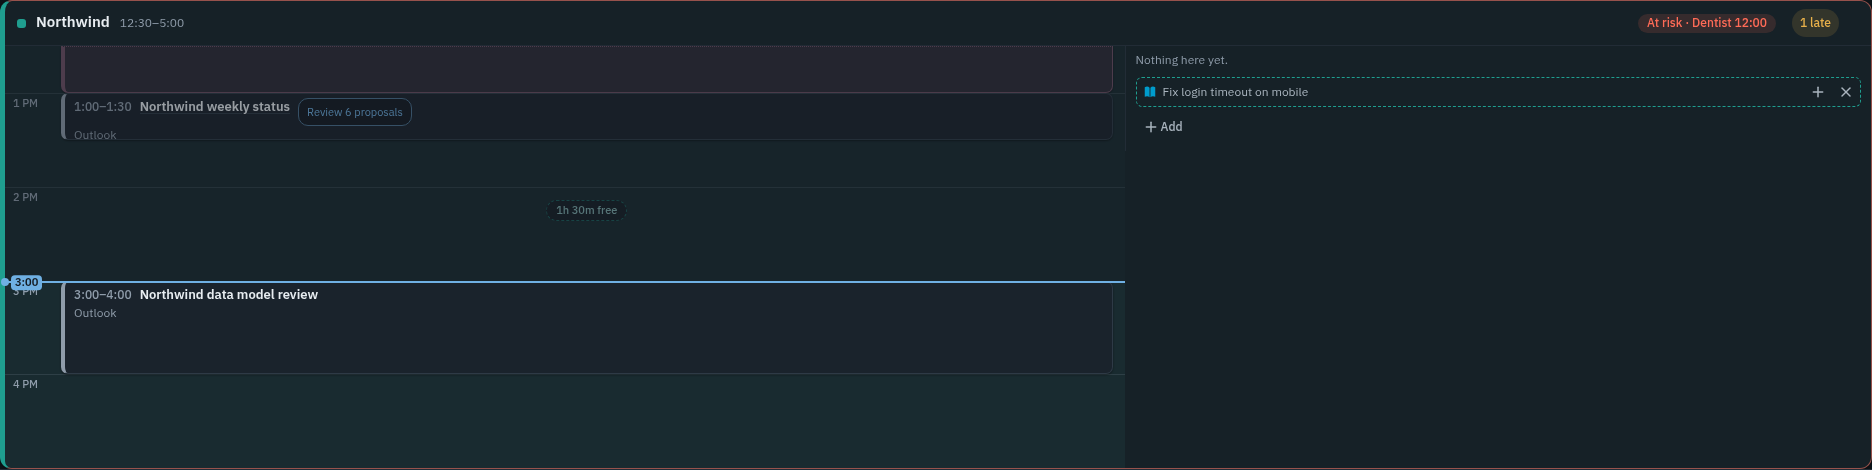 Northwind 12:30–5:00
At risk · Dentist 12:00 1 late
Nothing here yet.
Fix login timeout on mobile
+ Add
1 PM
1:00–1:30 Northwind weekly status Review 6 proposals
Outlook
2 PM
1h 30m free
3:00
3 PM
3:00–4:00 Northwind data model review
Outlook
4 PM